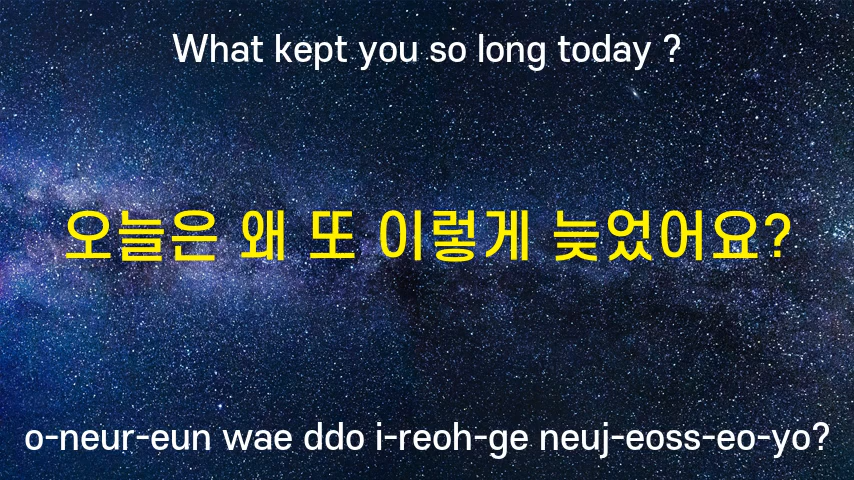 What kept you so long today ?
오늘은 왜 또 이렇게 늦었어요?
o-neur-eun wae ddo i-reoh-ge neuj-eoss-eo-yo?